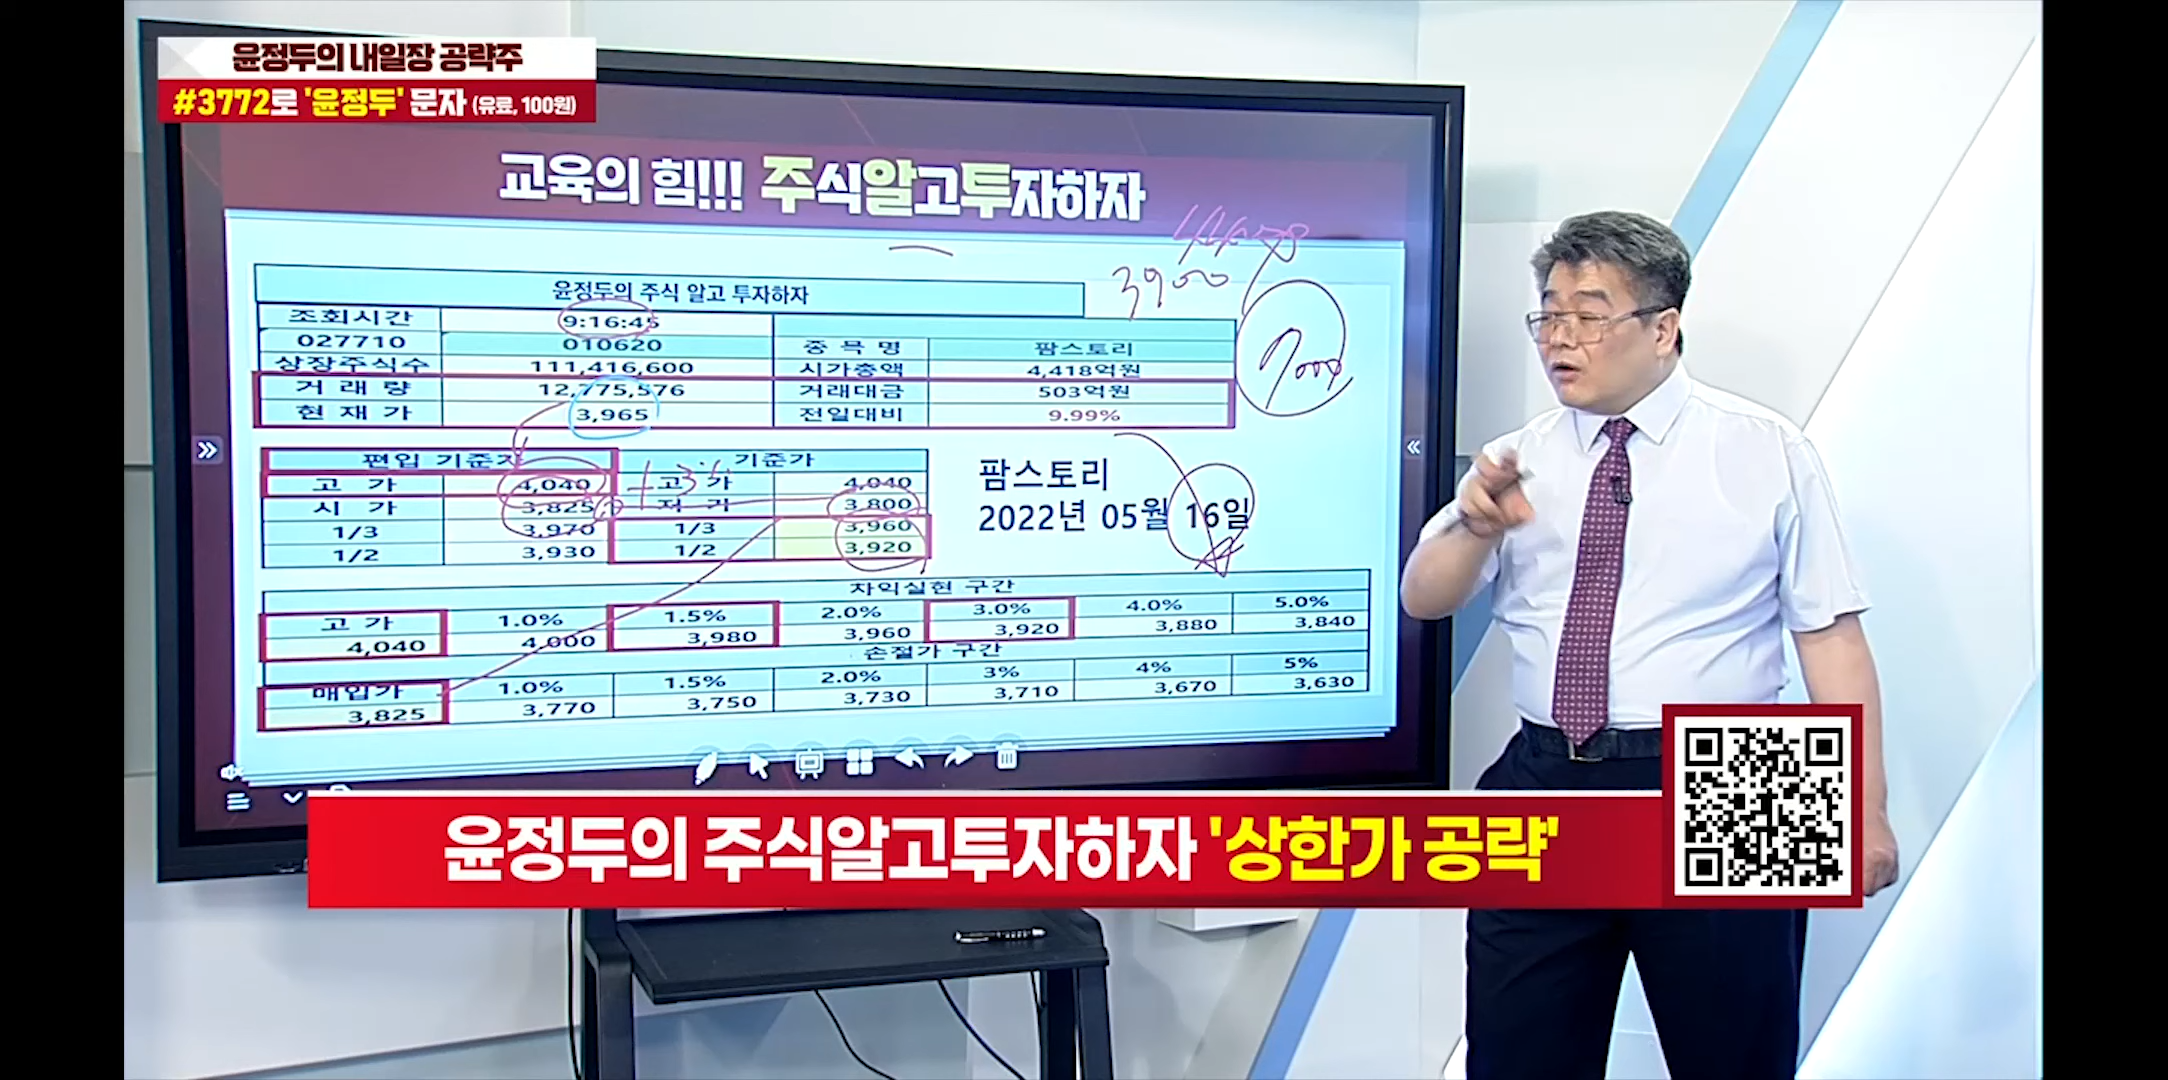 윤정두의 내일장 공략주
#3772로 '윤정두' 문자 (유료, 100원)
교육의 힘!!! 주식알고투자하자
3900
윤정두의 주식 알고 투자하자
조회시간 9:16:45
027710 010620 종목명 팜스토리
상장주식수 111,416,600 시가총액 4,418억원
거래량 12,775,576 거래대금 503억원
현재가 3,965 전일대비 9.99%
편입 기준가 기준가
고가 4,040 고가 4,040
시가 3,825 저가 3,800
1/3 3,970 1/3 3,960
1/2 3,930 1/2 3,920
+3%
팜스토리
2022년 05월 16일
차익실현 구간
고가 1.0% 1.5% 2.0% 3.0% 4.0% 5.0%
4,040 4,000 3,980 3,960 3,920 3,880 3,840
손절가 구간
매입가 1.0% 1.5% 2.0% 3% 4% 5%
3,825 3,770 3,750 3,730 3,710 3,670 3,630
윤정두의 주식알고투자하자 '상한가 공략'